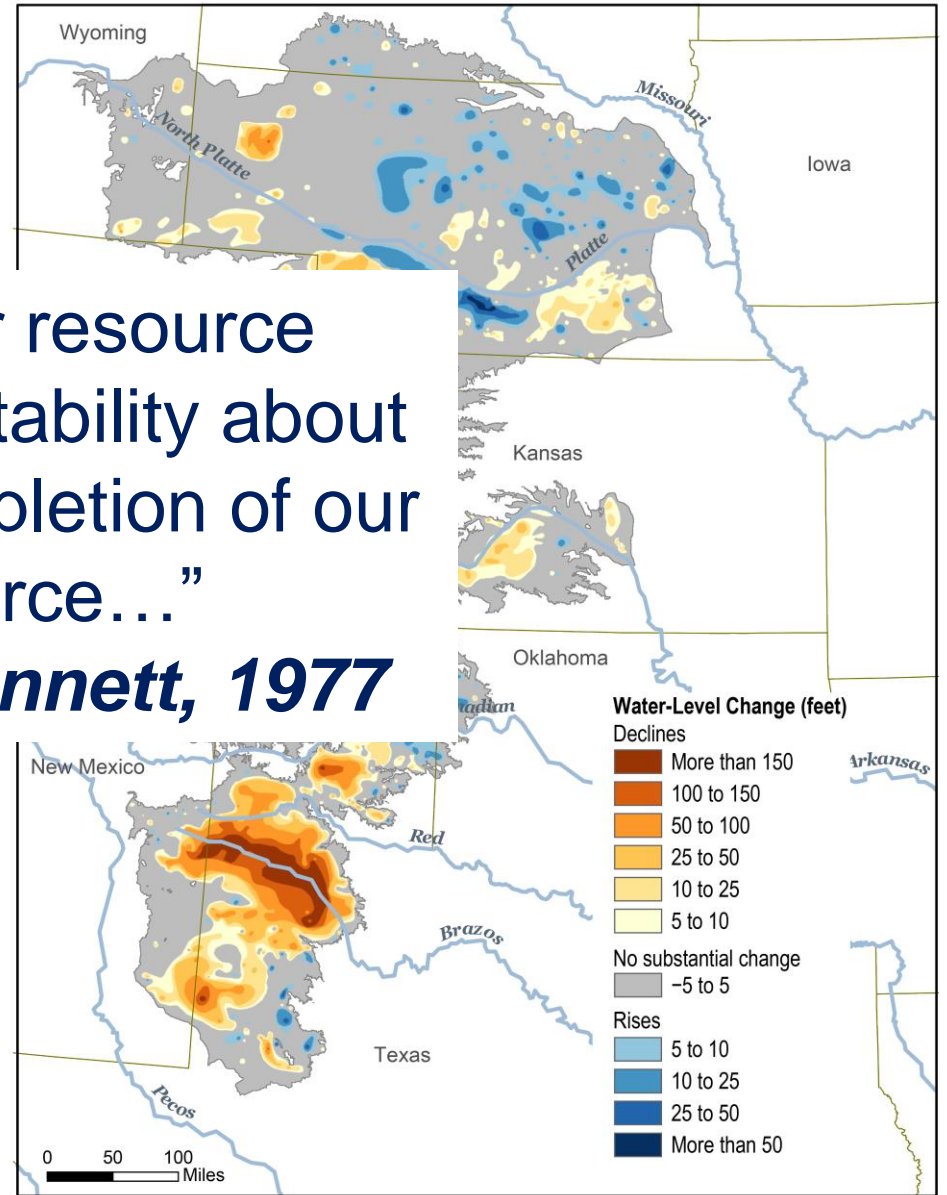 Wyoming
Missouri
North Platte
Iowa
Platte
resource
tability about
pletion of our
rce…”
nnett, 1977
Kansas
Oklahoma
New Mexico
Arkansas
Red
Brazos
Texas
Pecos
Water-Level Change (feet)
Declines
More than 150
100 to 150
50 to 100
25 to 50
10 to 25
5 to 10
No substantial change
−5 to 5
Rises
5 to 10
10 to 25
25 to 50
More than 50
0 50 100
Miles